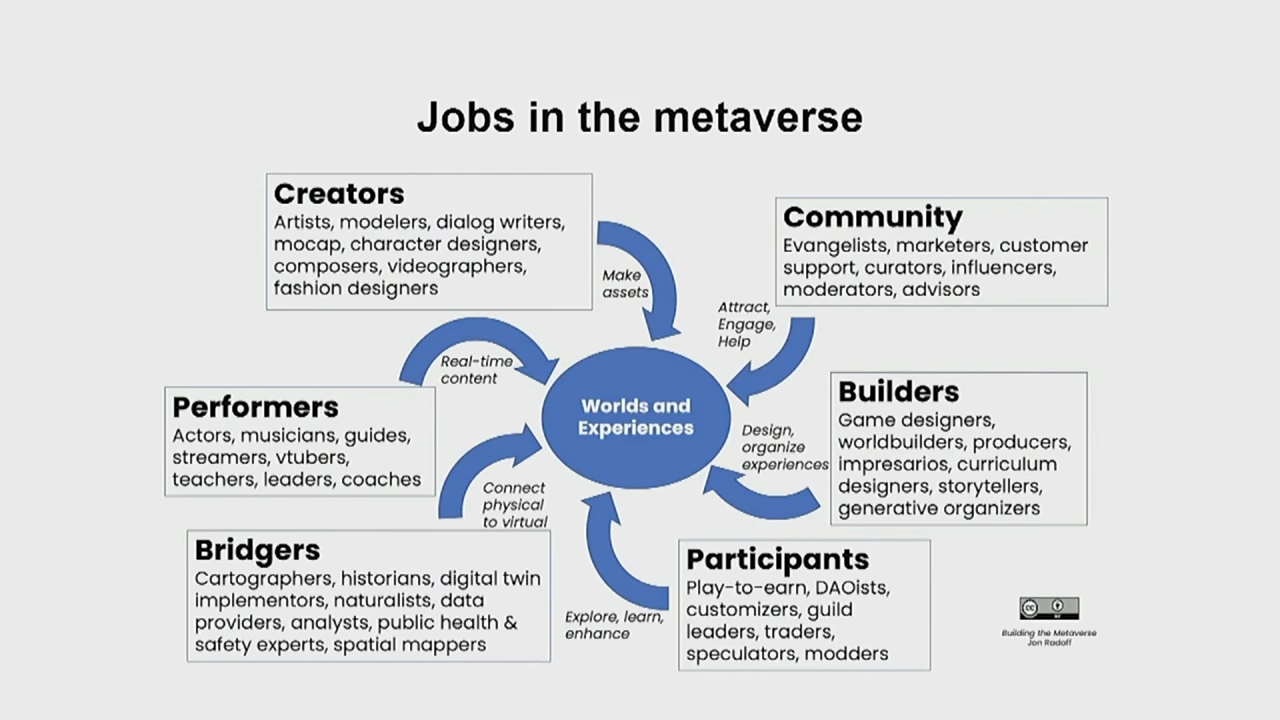 Jobs in the metaverse
Creators
Artists, modelers, dialog writers,
mocap, character designers,
composers, videographers,
fashion designers
Make
assets
Community
Evangelists, marketers, customer
support, curators, influencers,
moderators, advisors
Attract,
Engage,
Help
Real-time
content
Performers
Actors, musicians, guides,
streamers, vtubers,
teachers, leaders, coaches
Worlds and
Experiences
Builders
Game designers,
worldbuilders, producers,
impresarios, curriculum
designers, storytellers,
generative organizers
Design,
organize
experiences
Connect
physical
to virtual
Bridgers
Cartographers, historians, digital twin
implementors, naturalists, data
providers, analysts, public health &
safety experts, spatial mappers
Explore, learn,
enhance
Participants
Play-to-earn, DAOists,
customizers, guild
leaders, traders,
speculators, modders
cc
BY
Building the Metaverse
Jon Radoff